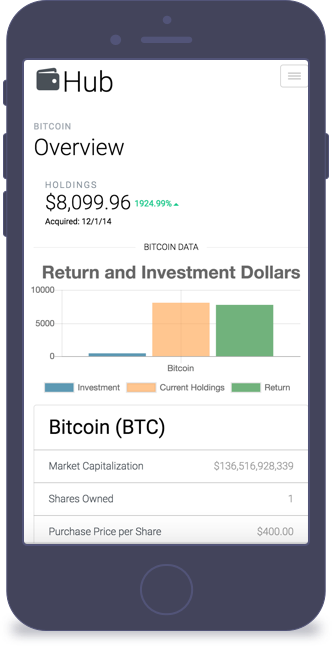 Hub
BITCOIN
Overview
HOLDINGS
$8,099.96 1924.99%
Acquired: 12/1/14
BITCOIN DATA
Return and Investment Dollars
10000
5000
0
Bitcoin
Investment Current Holdings Return
Bitcoin (BTC)
Market Capitalization $136,516,928,339
Shares Owned 1
Purchase Price per Share $400.00